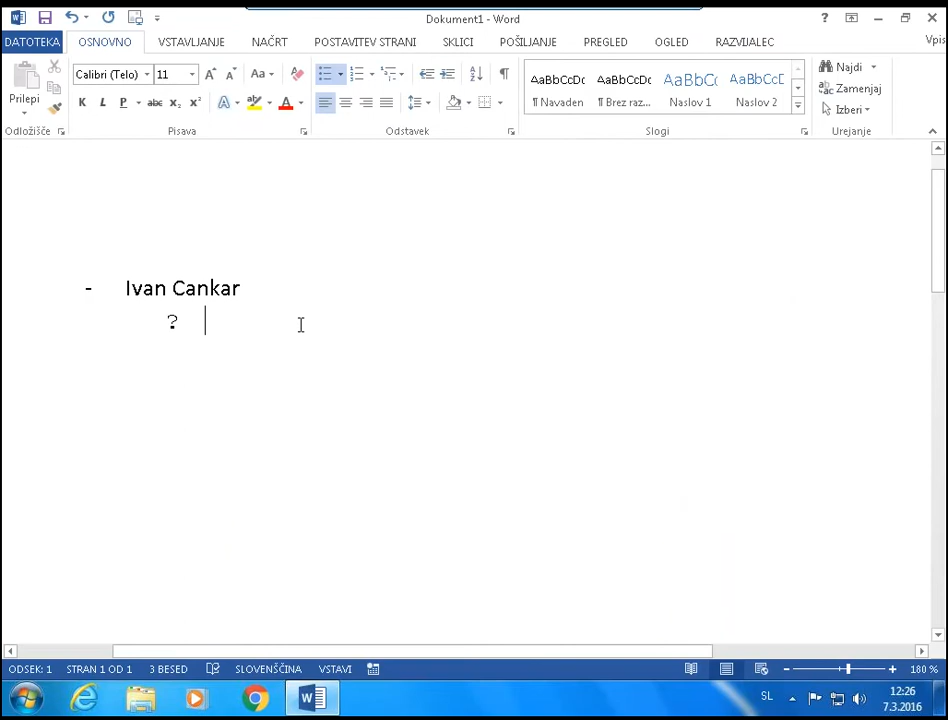 Dokument1 - Word
?
DATOTEKA OSNOVNO VSTAVLJANJE NAČRT POSTAVITEV STRANI SKLICI POŠILJANJE PREGLED OGLED RAZVIJALEC Vpis
Prilepi
Calibri (Telo) 11 Aa
K L P abc x₂ x² A A
AaBbCcDc AaBbCcDc AaBbCc AaBbCcD
¶ Navaden ¶ Brez raz... Naslov 1 Naslov 2
Najdi
Zamenjaj
Izberi
Odložišče Pisava Odstavek Slogi Urejanje
- Ivan Cankar
?
ODSEK: 1 STRAN 1 OD 1 3 BESED SLOVENŠČINA VSTAVI 180 %
SL 12:26
7.3.2016